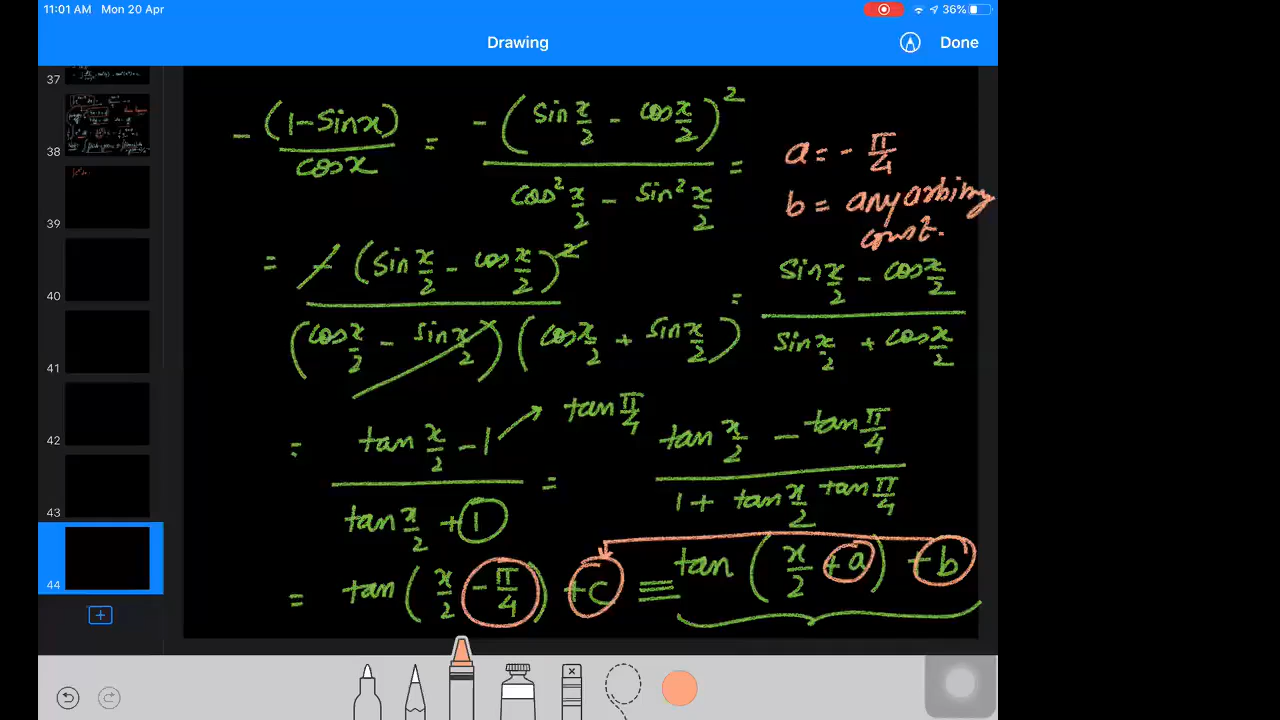 11:01 AM Mon 20 Apr
36%
Drawing
Done
37
38
39
40
41
42
43
44
-(1-sinx)/cosx = -(sin x/2 - cos x/2)²/(cos² x/2 - sin² x/2) =
a = - π/4
b = any arbitrary const.
= -(sin x/2 - cos x/2)²/((cos x/2 - sin x/2)(cos x/2 + sin x/2)) = (sin x/2 - cos x/2)/(sin x/2 + cos x/2)
= (tan x/2 - 1)/(tan x/2 + 1) = (tan x/2 - tan π/4)/(1 + tan x/2 tan π/4)
tan π/4
= tan(x/2 - π/4) + c ≡ tan(x/2 + a) + b